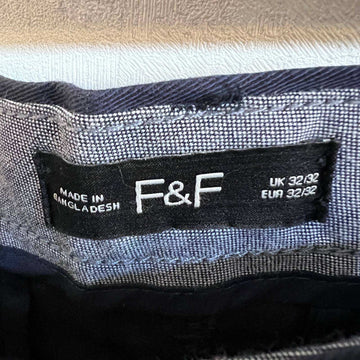 MADE IN
BANGLADESH
F&F
UK 32/32
EUR 32/32